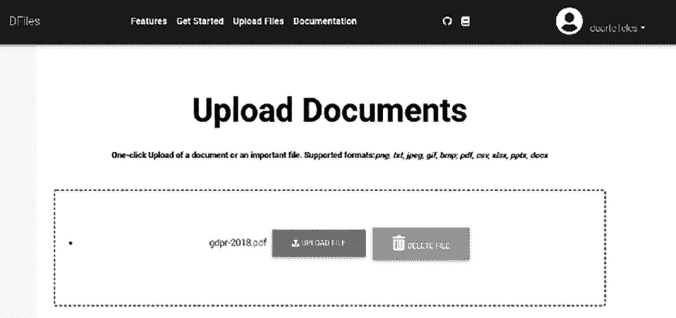 DFiles Features Get Started Upload Files Documentation duarteTeles
Upload Documents
One-click Upload of a document or an important file. Supported formats:png, txt, jpeg, gif, bmp; pdf, csv, xlsx, pptx, docx
gdpr-2018.pdf UPLOAD FILE DELETE FILE